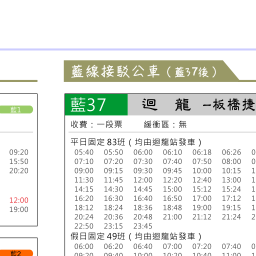 藍線接駁公車（藍37後）
藍1
09:20
15:50
20:20
12:00
19:00
藍2
藍37 迴 龍 ─板橋捷
收費：一段票 緩衝區：無
平日固定 83班（均由迴龍站發車）
05:40 05:50 06:00 06:10 06:18 06:26
07:10 07:20 07:30 07:40 07:50 08:00
09:00 09:15 09:30 09:45 10:00 10:15
11:30 11:45 12:00 12:20 12:40 13:00
14:15 14:30 14:45 15:00 15:12 15:24
16:20 16:30 16:40 16:50 17:00 17:12
18:12 18:24 18:36 18:48 19:00 19:15
20:24 20:36 20:48 21:00 21:12 21:24
22:50 23:15 23:45
假日固定 49班（均由迴龍站發車）
06:00 06:20 06:40 07:00 07:20 07:40